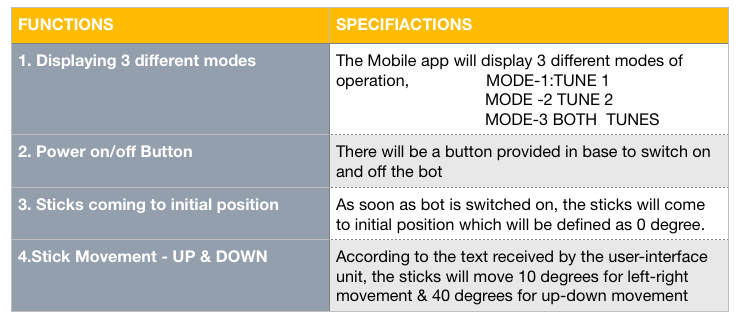 FUNCTIONS
SPECIFIACTIONS
1. Displaying 3 different modes
The Mobile app will display 3 different modes of
operation, MODE-1:TUNE 1
MODE -2 TUNE 2
MODE-3 BOTH TUNES
2. Power on/off Button
There will be a button provided in base to switch on
and off the bot
3. Sticks coming to initial position
As soon as bot is switched on, the sticks will come
to initial position which will be defined as 0 degree.
4.Stick Movement - UP & DOWN
According to the text received by the user-interface
unit, the sticks will move 10 degrees for left-right
movement & 40 degrees for up-down movement